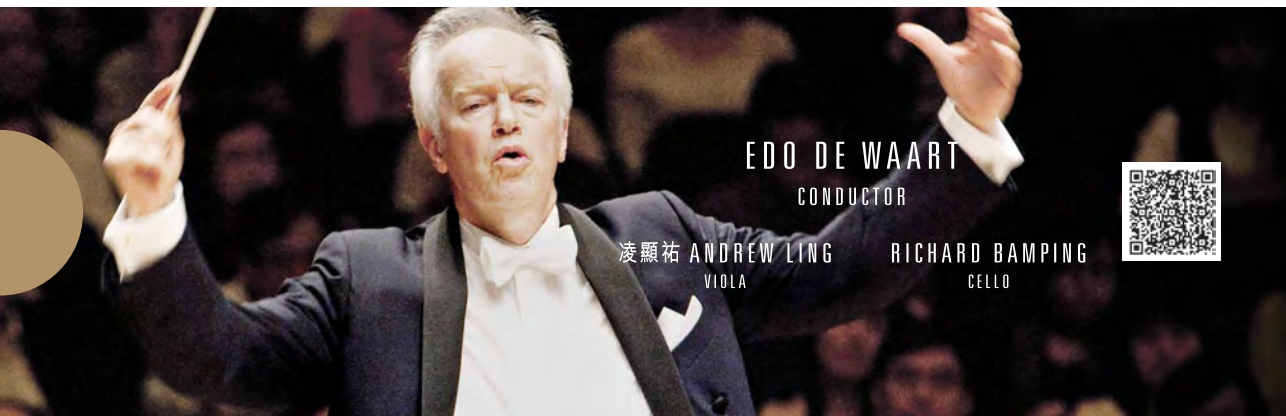 EDO DE WAART
CONDUCTOR
凌顯祐 ANDREW LING
VIOLA
RICHARD BAMPING
CELLO